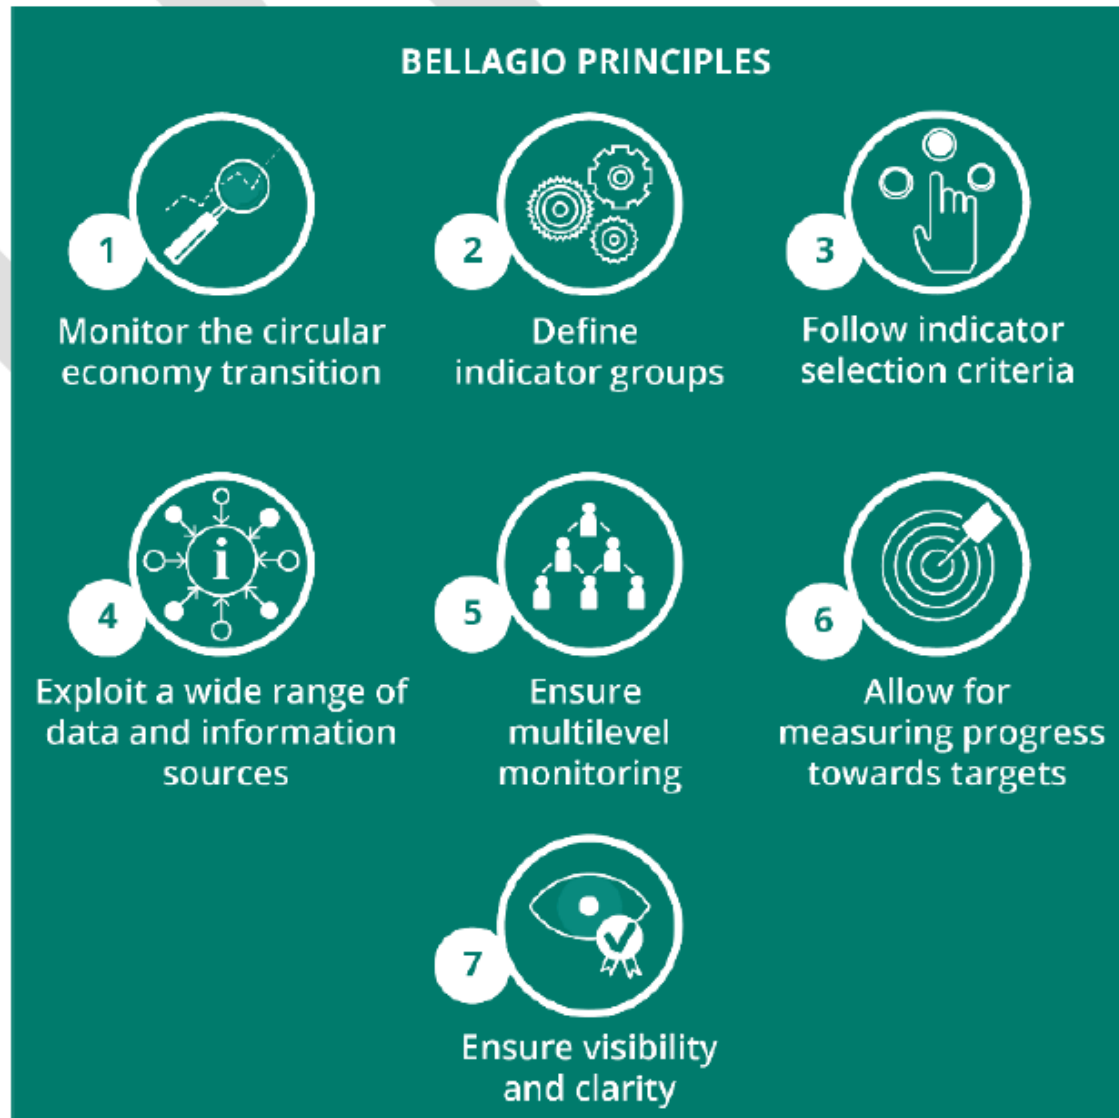 BELLAGIO PRINCIPLES
1
Monitor the circular
economy transition
2
Define
indicator groups
3
Follow indicator
selection criteria
4
i
Exploit a wide range of
data and information
sources
5
Ensure
multilevel
monitoring
6
Allow for
measuring progress
towards targets
7
Ensure visibility
and clarity